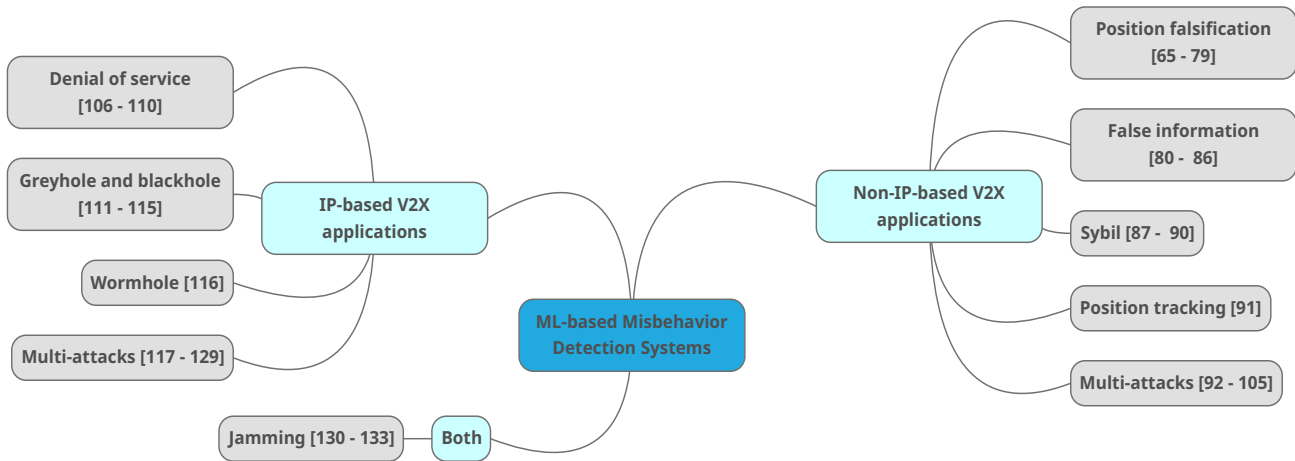 Denial of service
[106 - 110]
Greyhole and blackhole
[111 - 115]
Wormhole [116]
Multi-attacks [117 - 129]
IP-based V2X
applications
Jamming [130 - 133]
Both
ML-based Misbehavior
Detection Systems
Non-IP-based V2X
applications
Position falsification
[65 - 79]
False information
[80 -  86]
Sybil [87 -  90]
Position tracking [91]
Multi-attacks [92 - 105]